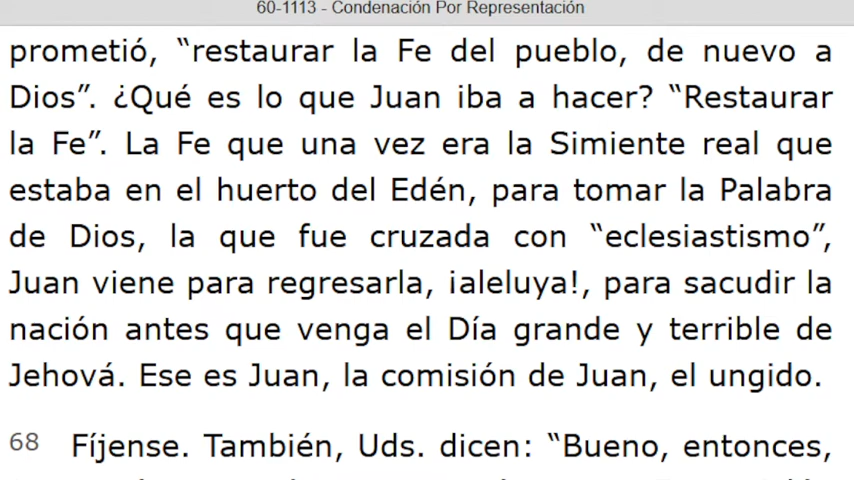 60-1113 - Condenación Por Representación
prometió, “restaurar la Fe del pueblo, de nuevo a
Dios”. ¿Qué es lo que Juan iba a hacer? “Restaurar
la Fe”. La Fe que una vez era la Simiente real que
estaba en el huerto del Edén, para tomar la Palabra
de Dios, la que fue cruzada con “eclesiastismo”,
Juan viene para regresarla, ¡aleluya!, para sacudir la
nación antes que venga el Día grande y terrible de
Jehová. Ese es Juan, la comisión de Juan, el ungido.
68 Fíjense. También, Uds. dicen: “Bueno, entonces,